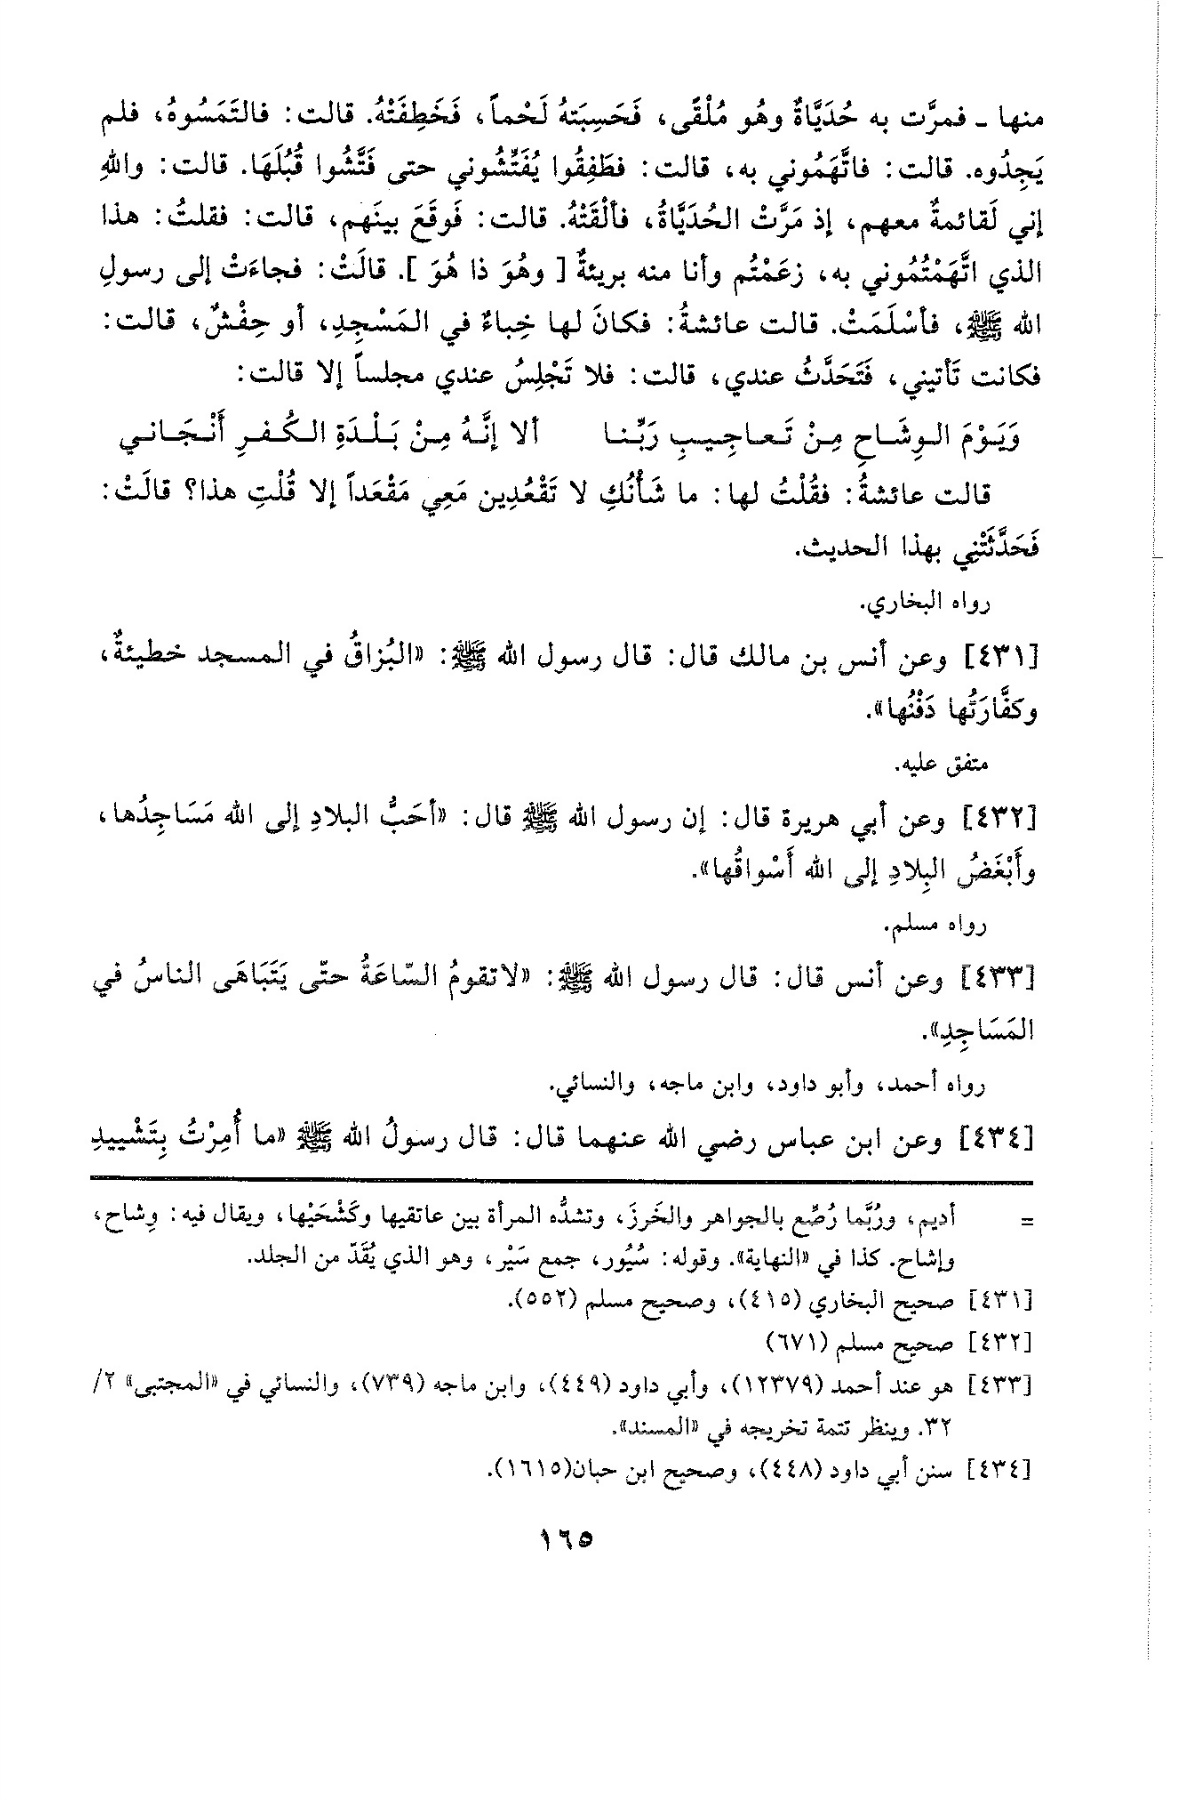 منها ـ فمرَّت به حُدَيَّاةٌ وهُو مُلْقًى، فَحَسِبَتهُ لَحْماً، فَخَطِفَتْهُ. قالت: فالتَمَسُوهُ، فلم
يَجِدُوه. قالت: فاتَّهَمُوني به، قالت: فطَفِقُوا يُفَتِّشُوني حتى فَتَّشُوا قُبُلَهَا. قالت: واللهِ
إني لَقائمةٌ معهم، إذ مَرَّتْ الحُدَيَّاةُ، فألْقَتْهُ. قالت: فَوقَعَ بينَهم، قالت: فقلتُ: هذا
الذي اتَّهَمْتُمُوني به، زعَمْتُم وأنا منه بريئةٌ [ وهُوَ ذا هُوَ ]. قالَتْ: فجاءَتْ إلى رسولِ
الله ﷺ، فأسْلَمَتْ. قالت عائشةُ: فكانَ لها خِباءٌ في المَسْجِدِ، أو حِفْشٌ، قالت:
فكانت تَأتيني، فَتَحَدَّثُ عندي، قالت: فلا تَجْلِسُ عندي مجلساً إلا قالت:
وَيَوْمَ الوِشَاحِ مِنْ تَعاجِيبِ رَبِّنا ألا إنَّهُ مِنْ بَلْدَةِ الكُفرِ أَنْجَاني
قالت عائشةُ: فقُلْتُ لها: ما شَأْنُكِ لا تَقْعُدِين مَعِي مَقْعَداً إلا قُلْتِ هذا؟ قالَتْ:
فَحَدَّثَتْنِي بهذا الحديث.
رواه البخاري.
[٤٣١] وعن أنس بن مالك قال: قال رسول الله ﷺ: «البُزاقُ في المسجد خطيئةٌ،
وكفَّارَتُها دَفْنُها».
متفق عليه.
[٤٣٢] وعن أبي هريرة قال: إن رسول الله ﷺ قال: «أحَبُّ البلادِ إلى الله مَسَاجِدُها،
وأَبْغَضُ البِلادِ إلى الله أَسْواقُها».
رواه مسلم.
[٤٣٣] وعن أنس قال: قال رسول الله ﷺ: «لاتقومُ السّاعَةُ حتّى يَتَبَاهَى الناسُ في
المَسَاجِدِ».
رواه أحمد، وأبو داود، وابن ماجه، والنسائي.
[٤٣٤] وعن ابن عباس رضي الله عنهما قال: قال رسولُ الله ﷺ «ما أُمِرْتُ بِتَشْييدِ
= أديم، ورُبَّما رُصِّع بالجواهر والخَرزَ، وتشدُّه المرأة بين عاتقيها وكَشْحَيْها، ويقال فيه: وِشاح،
وإشاح. كذا في «النهاية». وقوله: سُيُور، جمع سَيْر، وهو الذي يُقَدّ من الجلد.
[٤٣١] صحيح البخاري (٤١٥)، وصحيح مسلم (٥٥٢).
[٤٣٢] صحيح مسلم (٦٧١)
[٤٣٣] هو عند أحمد (١٢٣٧٩)، وأبي داود (٤٤٩)، وابن ماجه (٧٣٩)، والنسائي في «المجتبى» ٢/
٣٢. وينظر تتمة تخريجه في «المسند».
[٤٣٤] سنن أبي داود (٤٤٨)، وصحيح ابن حبان(١٦١٥).
١٦٥